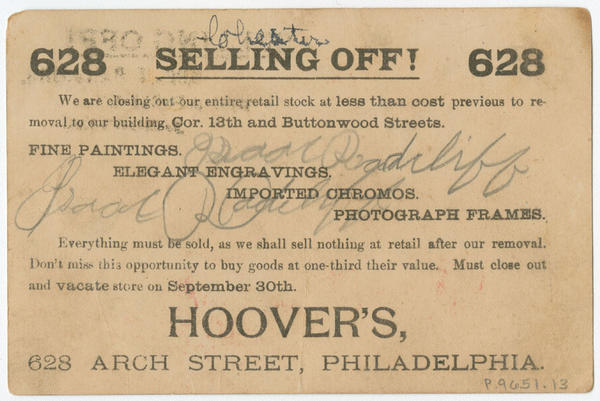 628 SELLING OFF! 628
We are closing out our entire retail stock at less than cost previous to re-
moval to our building, Cor. 13th and Buttonwood Streets.
FINE PAINTINGS.
ELEGANT ENGRAVINGS.
IMPORTED CHROMOS.
PHOTOGRAPH FRAMES.
Isaac Radcliff
Isaac Radcliff
Everything must be sold, as we shall sell nothing at retail after our removal.
Don't miss this opportunity to buy goods at one-third their value. Must close out
and vacate store on September 30th.
HOOVER'S,
628 ARCH STREET, PHILADELPHIA.
P.9651.13